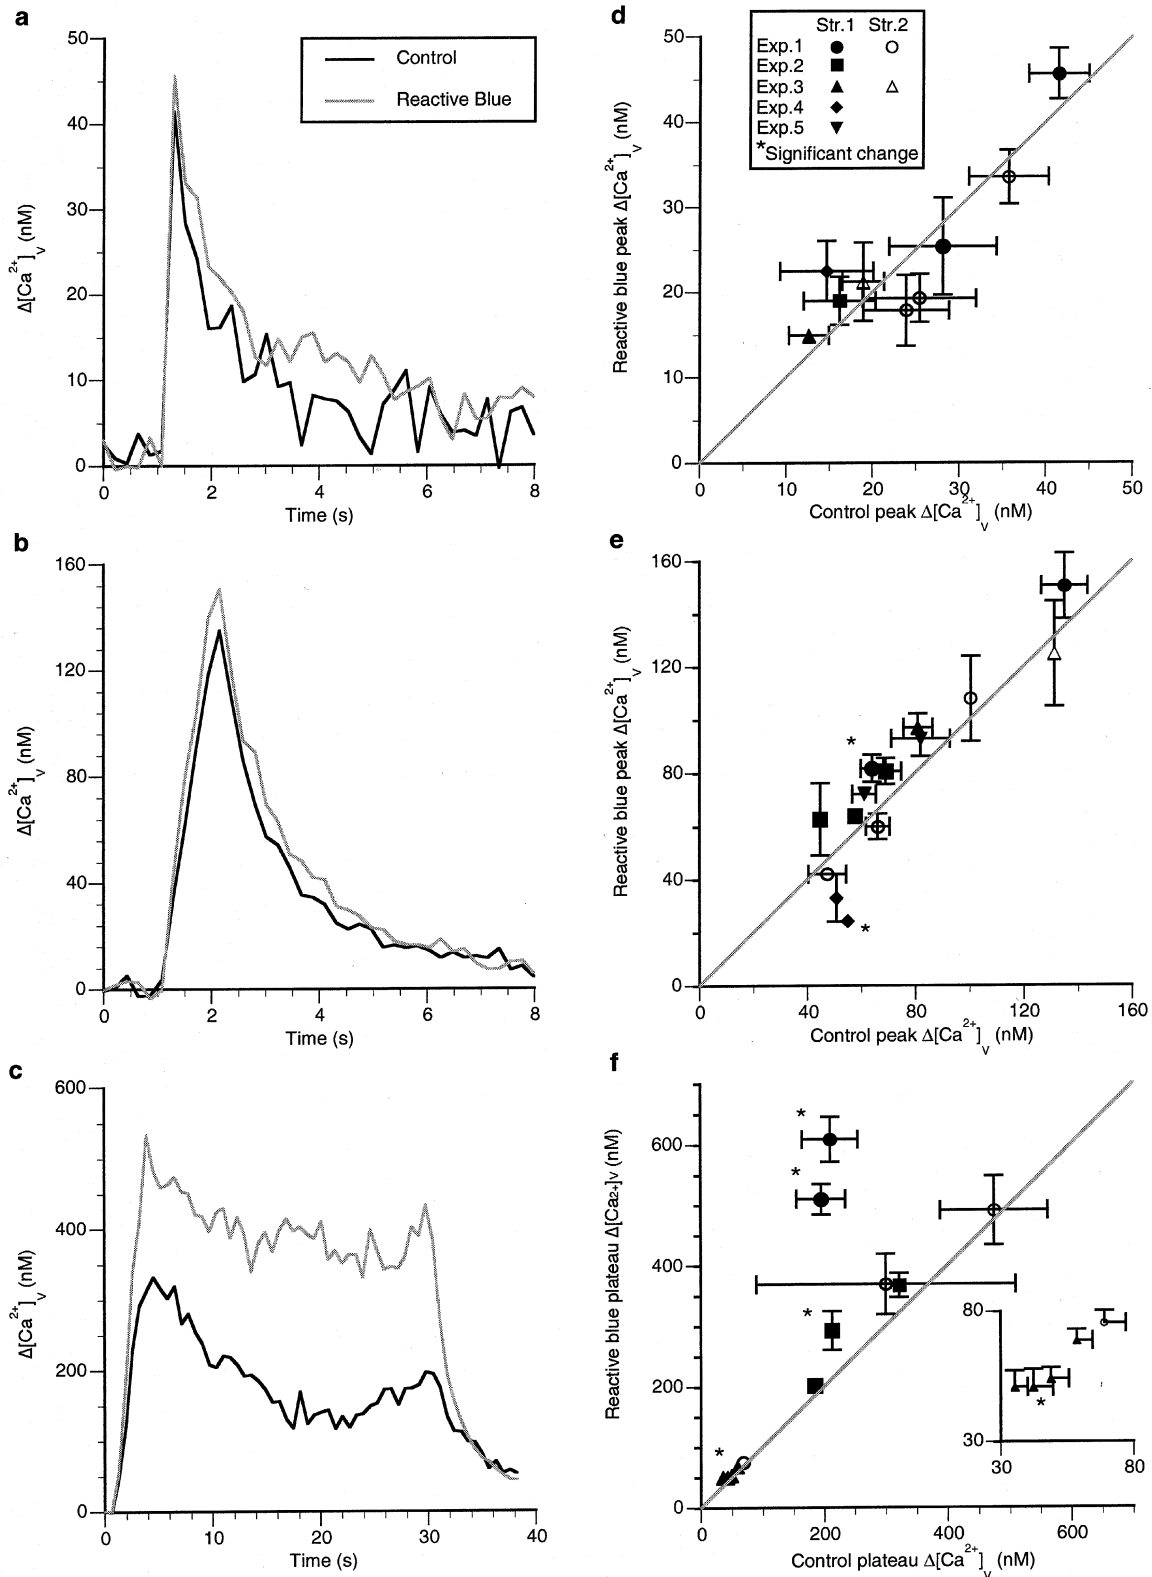 a
50
40
30
20
10
0
Δ[Ca²⁺]ᵥ (nM)
Control
Reactive Blue
0 2 4 6 8
Time (s)
b
160
120
80
40
0
Δ[Ca²⁺]ᵥ (nM)
0 2 4 6 8
Time (s)
c
600
400
200
0
Δ[Ca²⁺]ᵥ (nM)
0 10 20 30 40
Time (s)
d
50
40
30
20
10
0
Reactive blue peak Δ[Ca²⁺]ᵥ (nM)
Str.1 Str.2
Exp.1
Exp.2
Exp.3
Exp.4
Exp.5
*Significant change
0 10 20 30 40 50
Control peak Δ[Ca²⁺]ᵥ (nM)
e
160
120
80
40
0
Reactive blue peak Δ[Ca²⁺]ᵥ (nM)
*
*
0 40 80 120 160
Control peak Δ[Ca²⁺]ᵥ (nM)
f
600
400
200
0
Reactive blue plateau Δ[Ca2+]v (nM)
*
*
*
*
80
30
*
30 80
0 200 400 600
Control plateau Δ[Ca²⁺]ᵥ (nM)